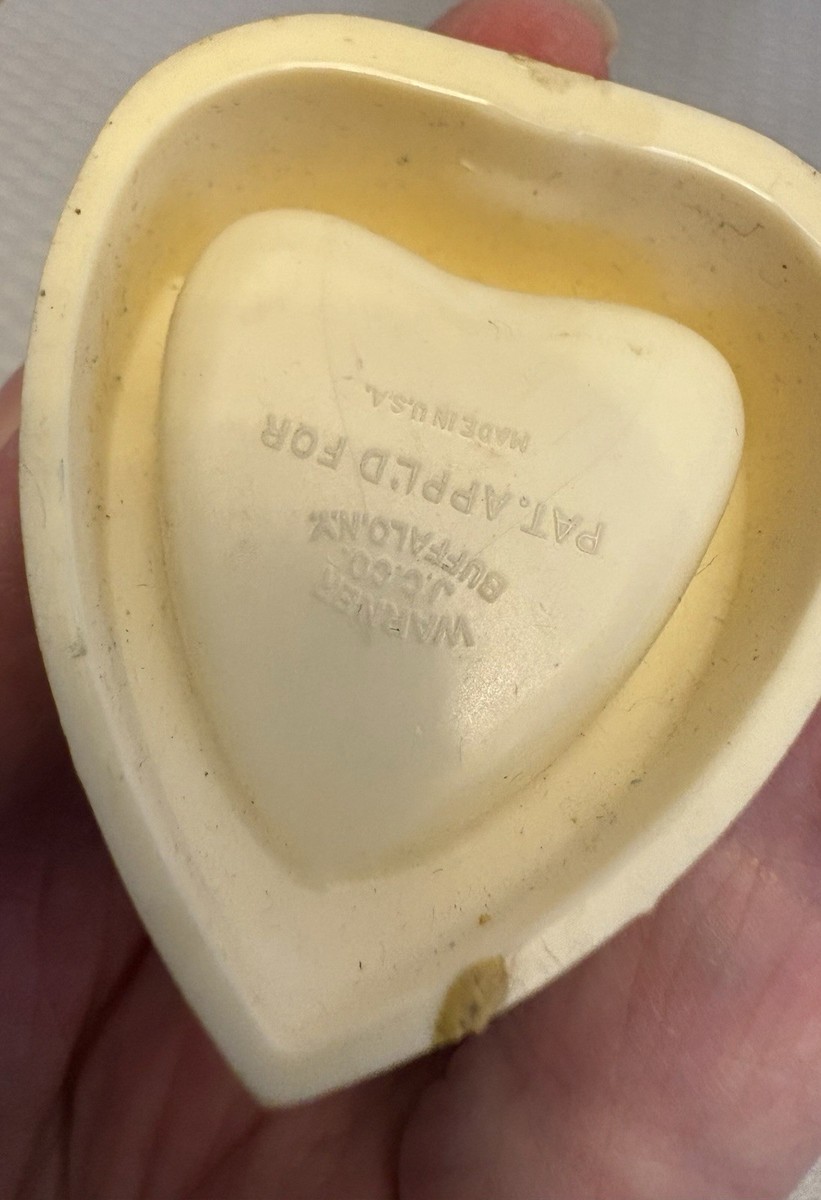 WARNER
J.C.CO.
BUFFALO, N.Y.
PAT. APPL'D FOR
MADE IN U.S.A.